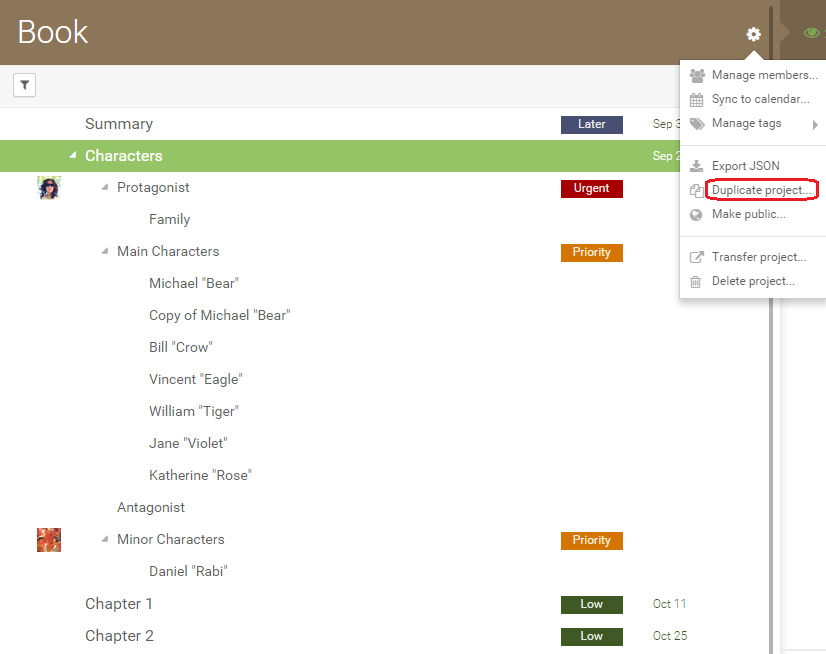 Book
Manage members...
Sync to calendar...
Manage tags
Export JSON
Duplicate project...
Make public...
Transfer project...
Delete project...
Summary Later Sep
Characters Sep
Protagonist Urgent
Family
Main Characters Priority
Michael "Bear"
Copy of Michael "Bear"
Bill "Crow"
Vincent "Eagle"
William "Tiger"
Jane "Violet"
Katherine "Rose"
Antagonist
Minor Characters Priority
Daniel "Rabi"
Chapter 1 Low Oct 11
Chapter 2 Low Oct 25